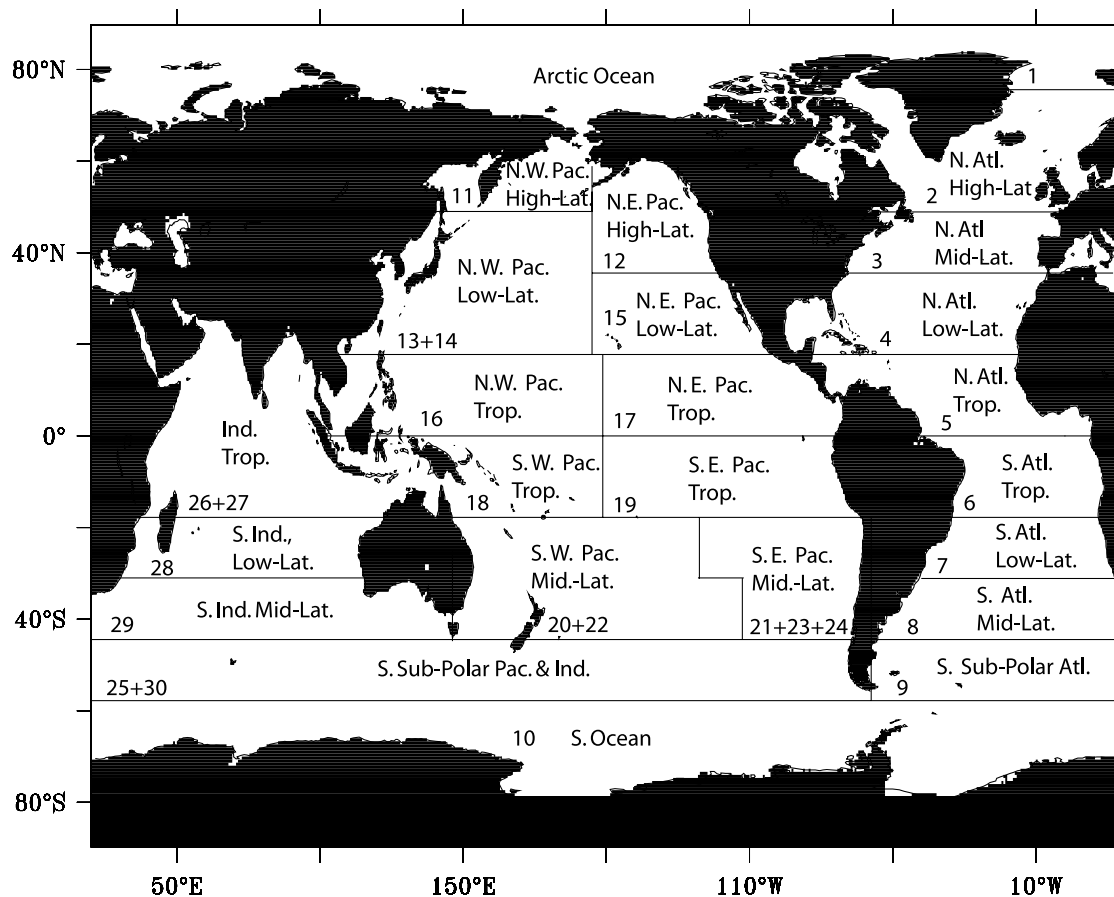 80°N
Arctic Ocean
1
N. W. Pac.
High-Lat.
11
N. Atl.
High-Lat
2
N.E. Pac.
High-Lat.
12
40°N
N. Atl
Mid-Lat.
3
N.W. Pac.
Low-Lat.
13+14
N.E. Pac.
Low-Lat.
15
N. Atl.
Low-Lat.
4
N.W. Pac.
Trop.
16
N.E. Pac.
Trop.
17
N. Atl.
Trop.
5
0°
Ind.
Trop.
26+27
S.W. Pac.
Trop.
18
S.E. Pac.
Trop.
19
S. Atl.
Trop.
6
S. Ind.,
Low-Lat.
28
S.W. Pac.
Mid.-Lat.
20+22
S.E. Pac.
Mid.-Lat.
21+23+24
S. Atl.
Low-Lat.
7
S. Ind. Mid-Lat.
29
S. Atl.
Mid-Lat.
8
40°S
S. Sub-Polar Pac. & Ind.
25+30
S. Sub-Polar Atl.
9
10
S. Ocean
80°S
50°E
150°E
110°W
10°W